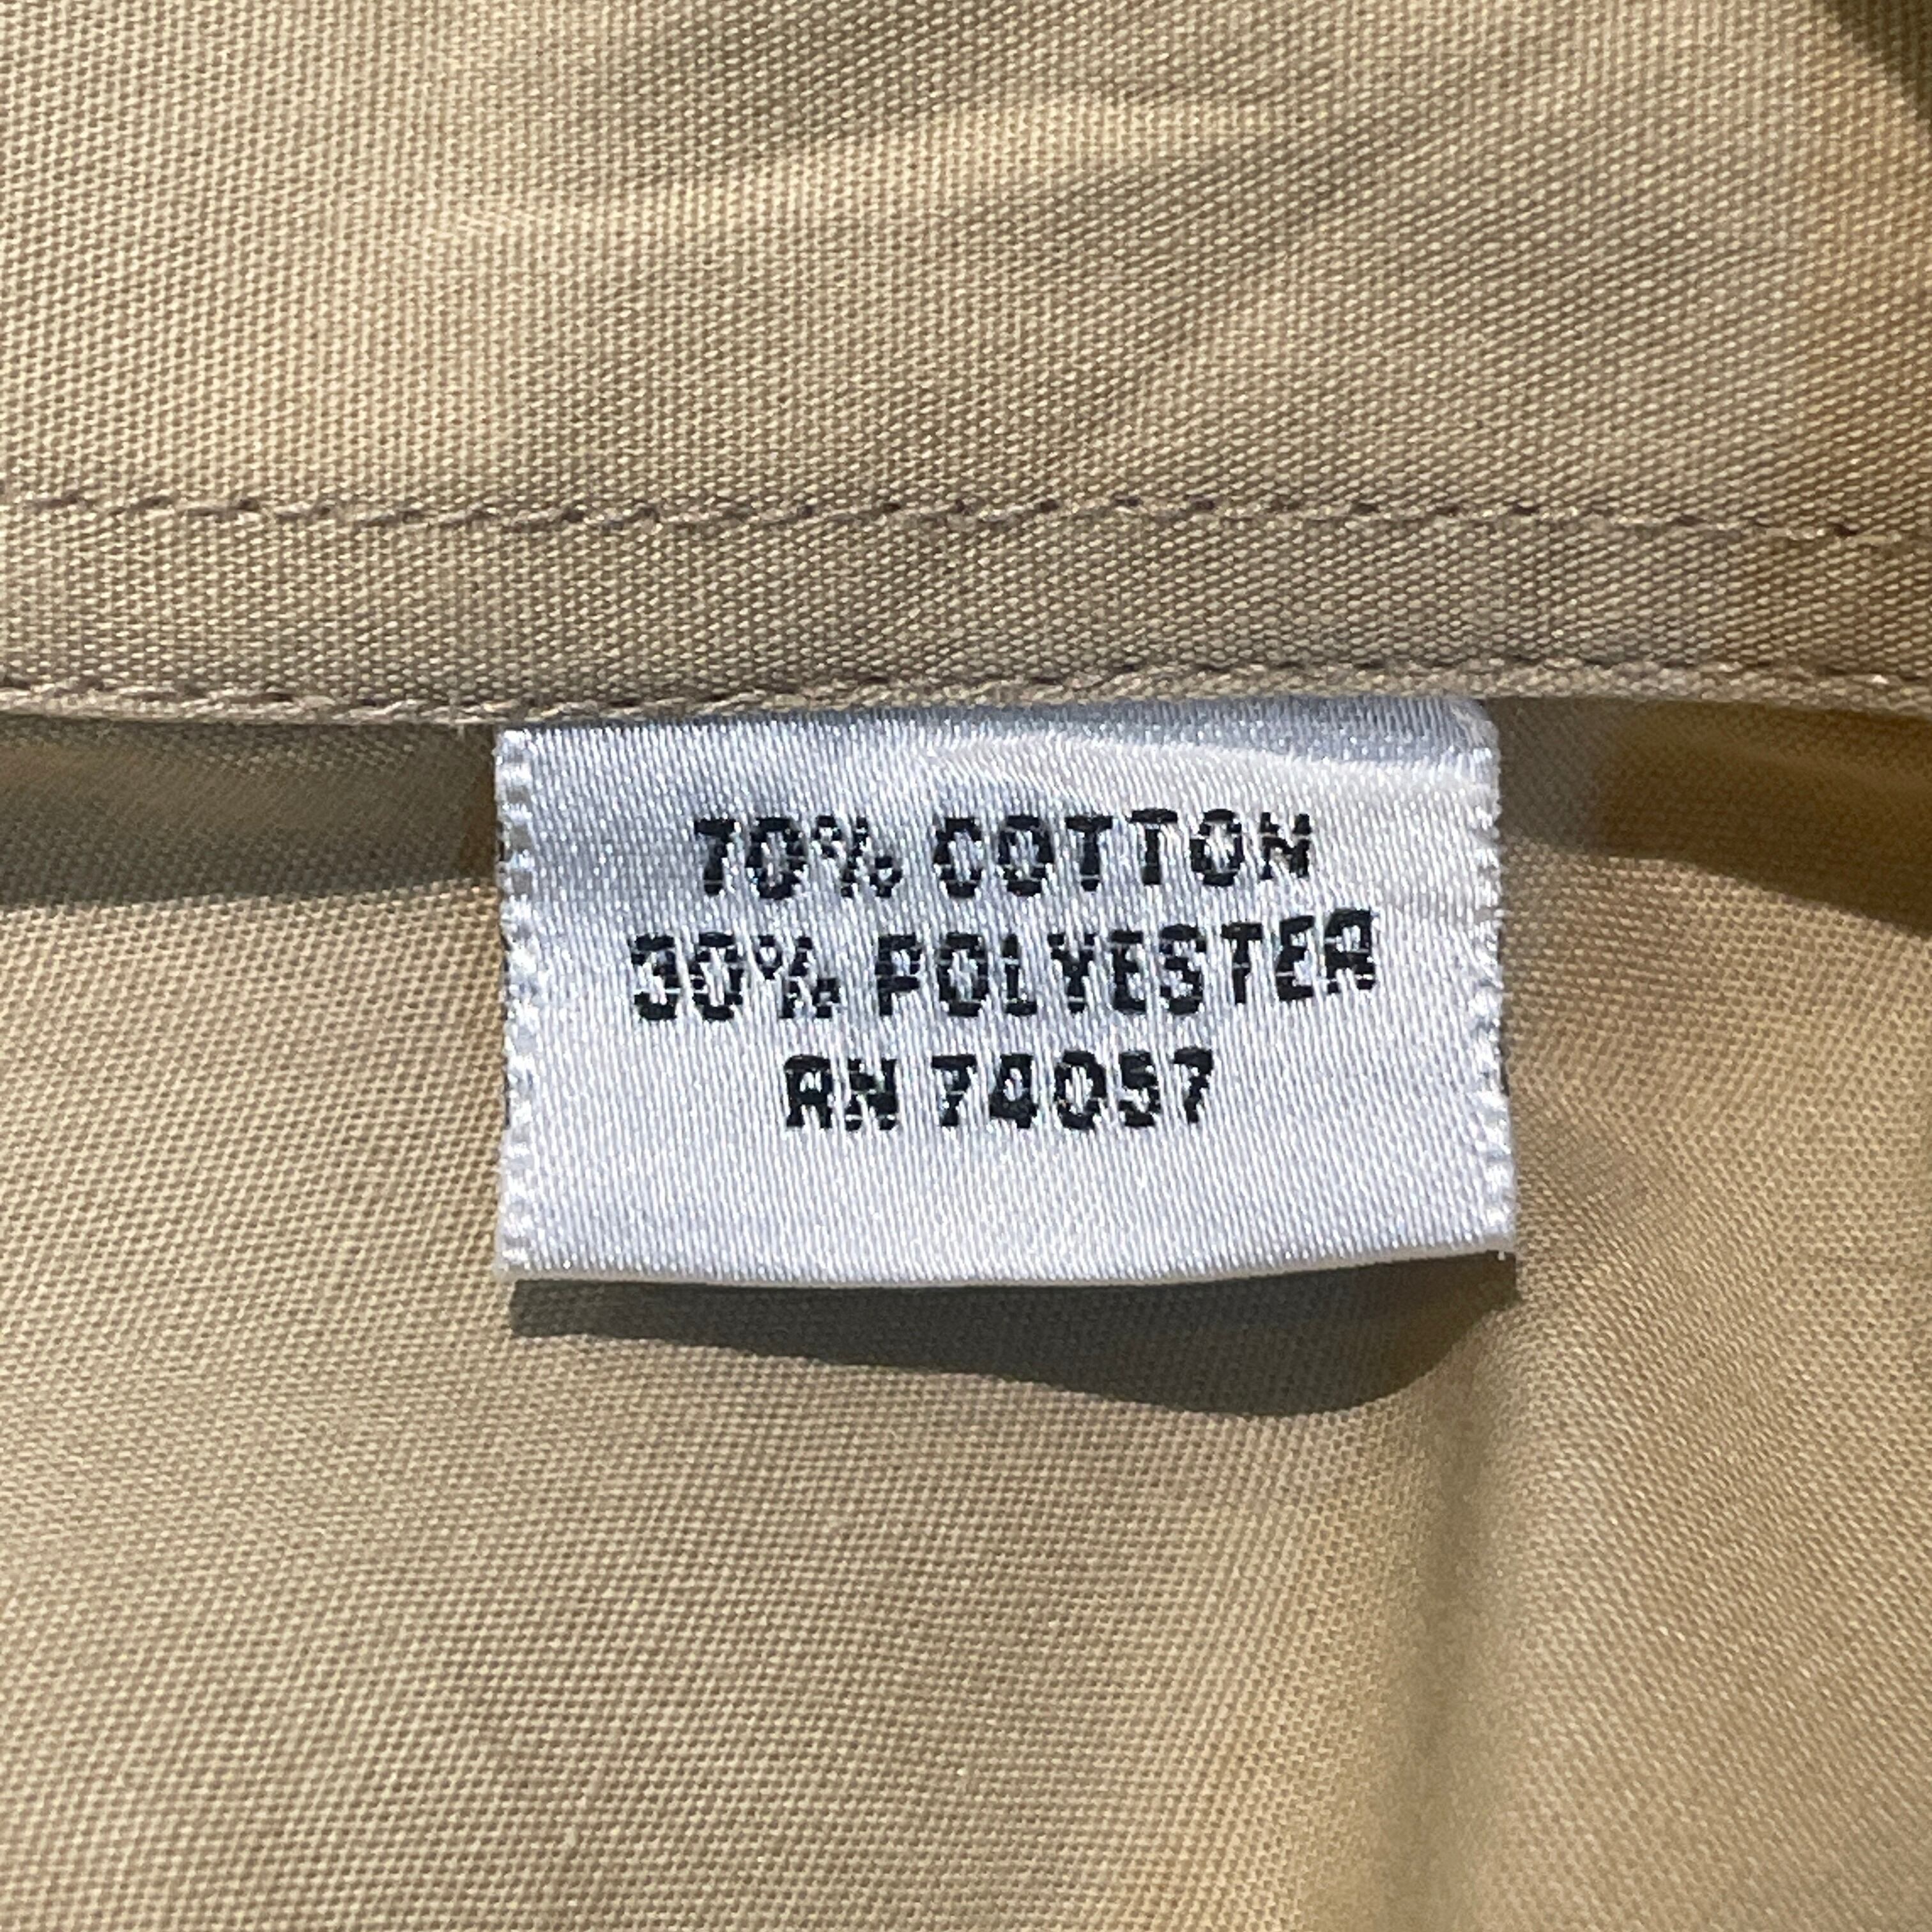 70% COTTON
30% POLYESTER
RN 74057